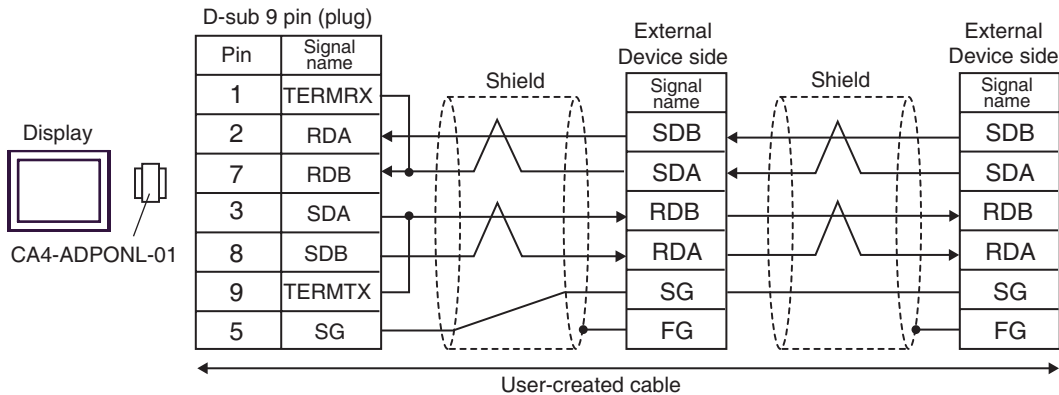 D-sub 9 pin (plug)
External
Device side
External
Device side
Pin
Signal
name
Shield
Signal
name
Shield
Signal
name
1
TERMRX
Display
2
RDA
SDB
SDB
7
RDB
SDA
SDA
3
SDA
RDB
RDB
CA4-ADPONL-01
8
SDB
RDA
RDA
9
TERMTX
SG
SG
5
SG
FG
FG
User-created cable